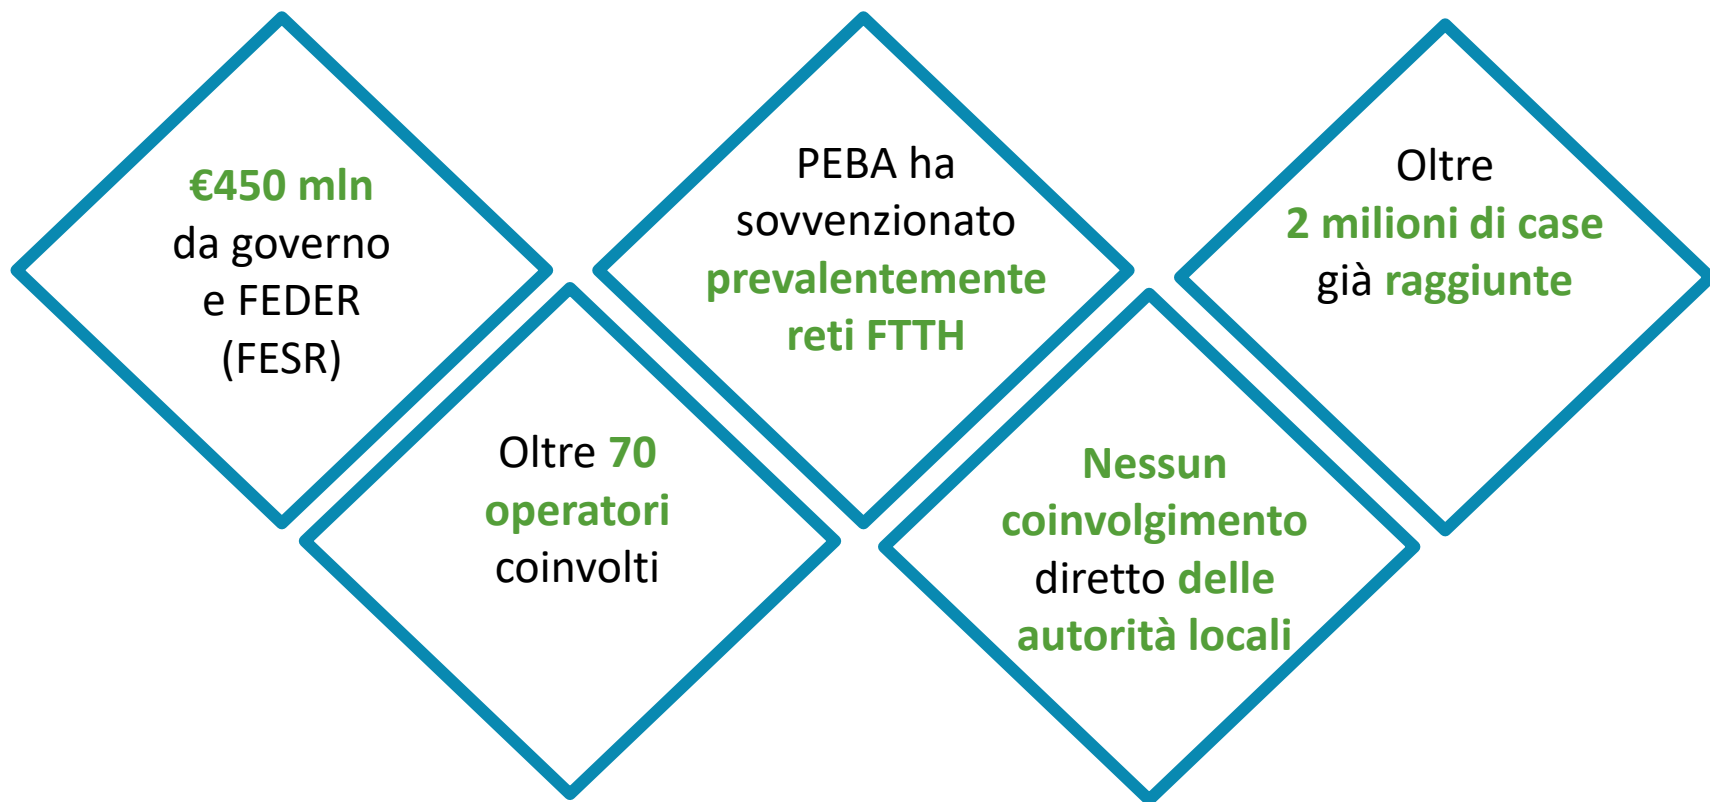 €450 mln
da governo
e FEDER
(FESR)
Oltre 70
operatori
coinvolti
PEBA ha
sovvenzionato
prevalentemente
reti FTTH
Nessun
coinvolgimento
diretto delle
autorità locali
Oltre
2 milioni di case
già raggiunte